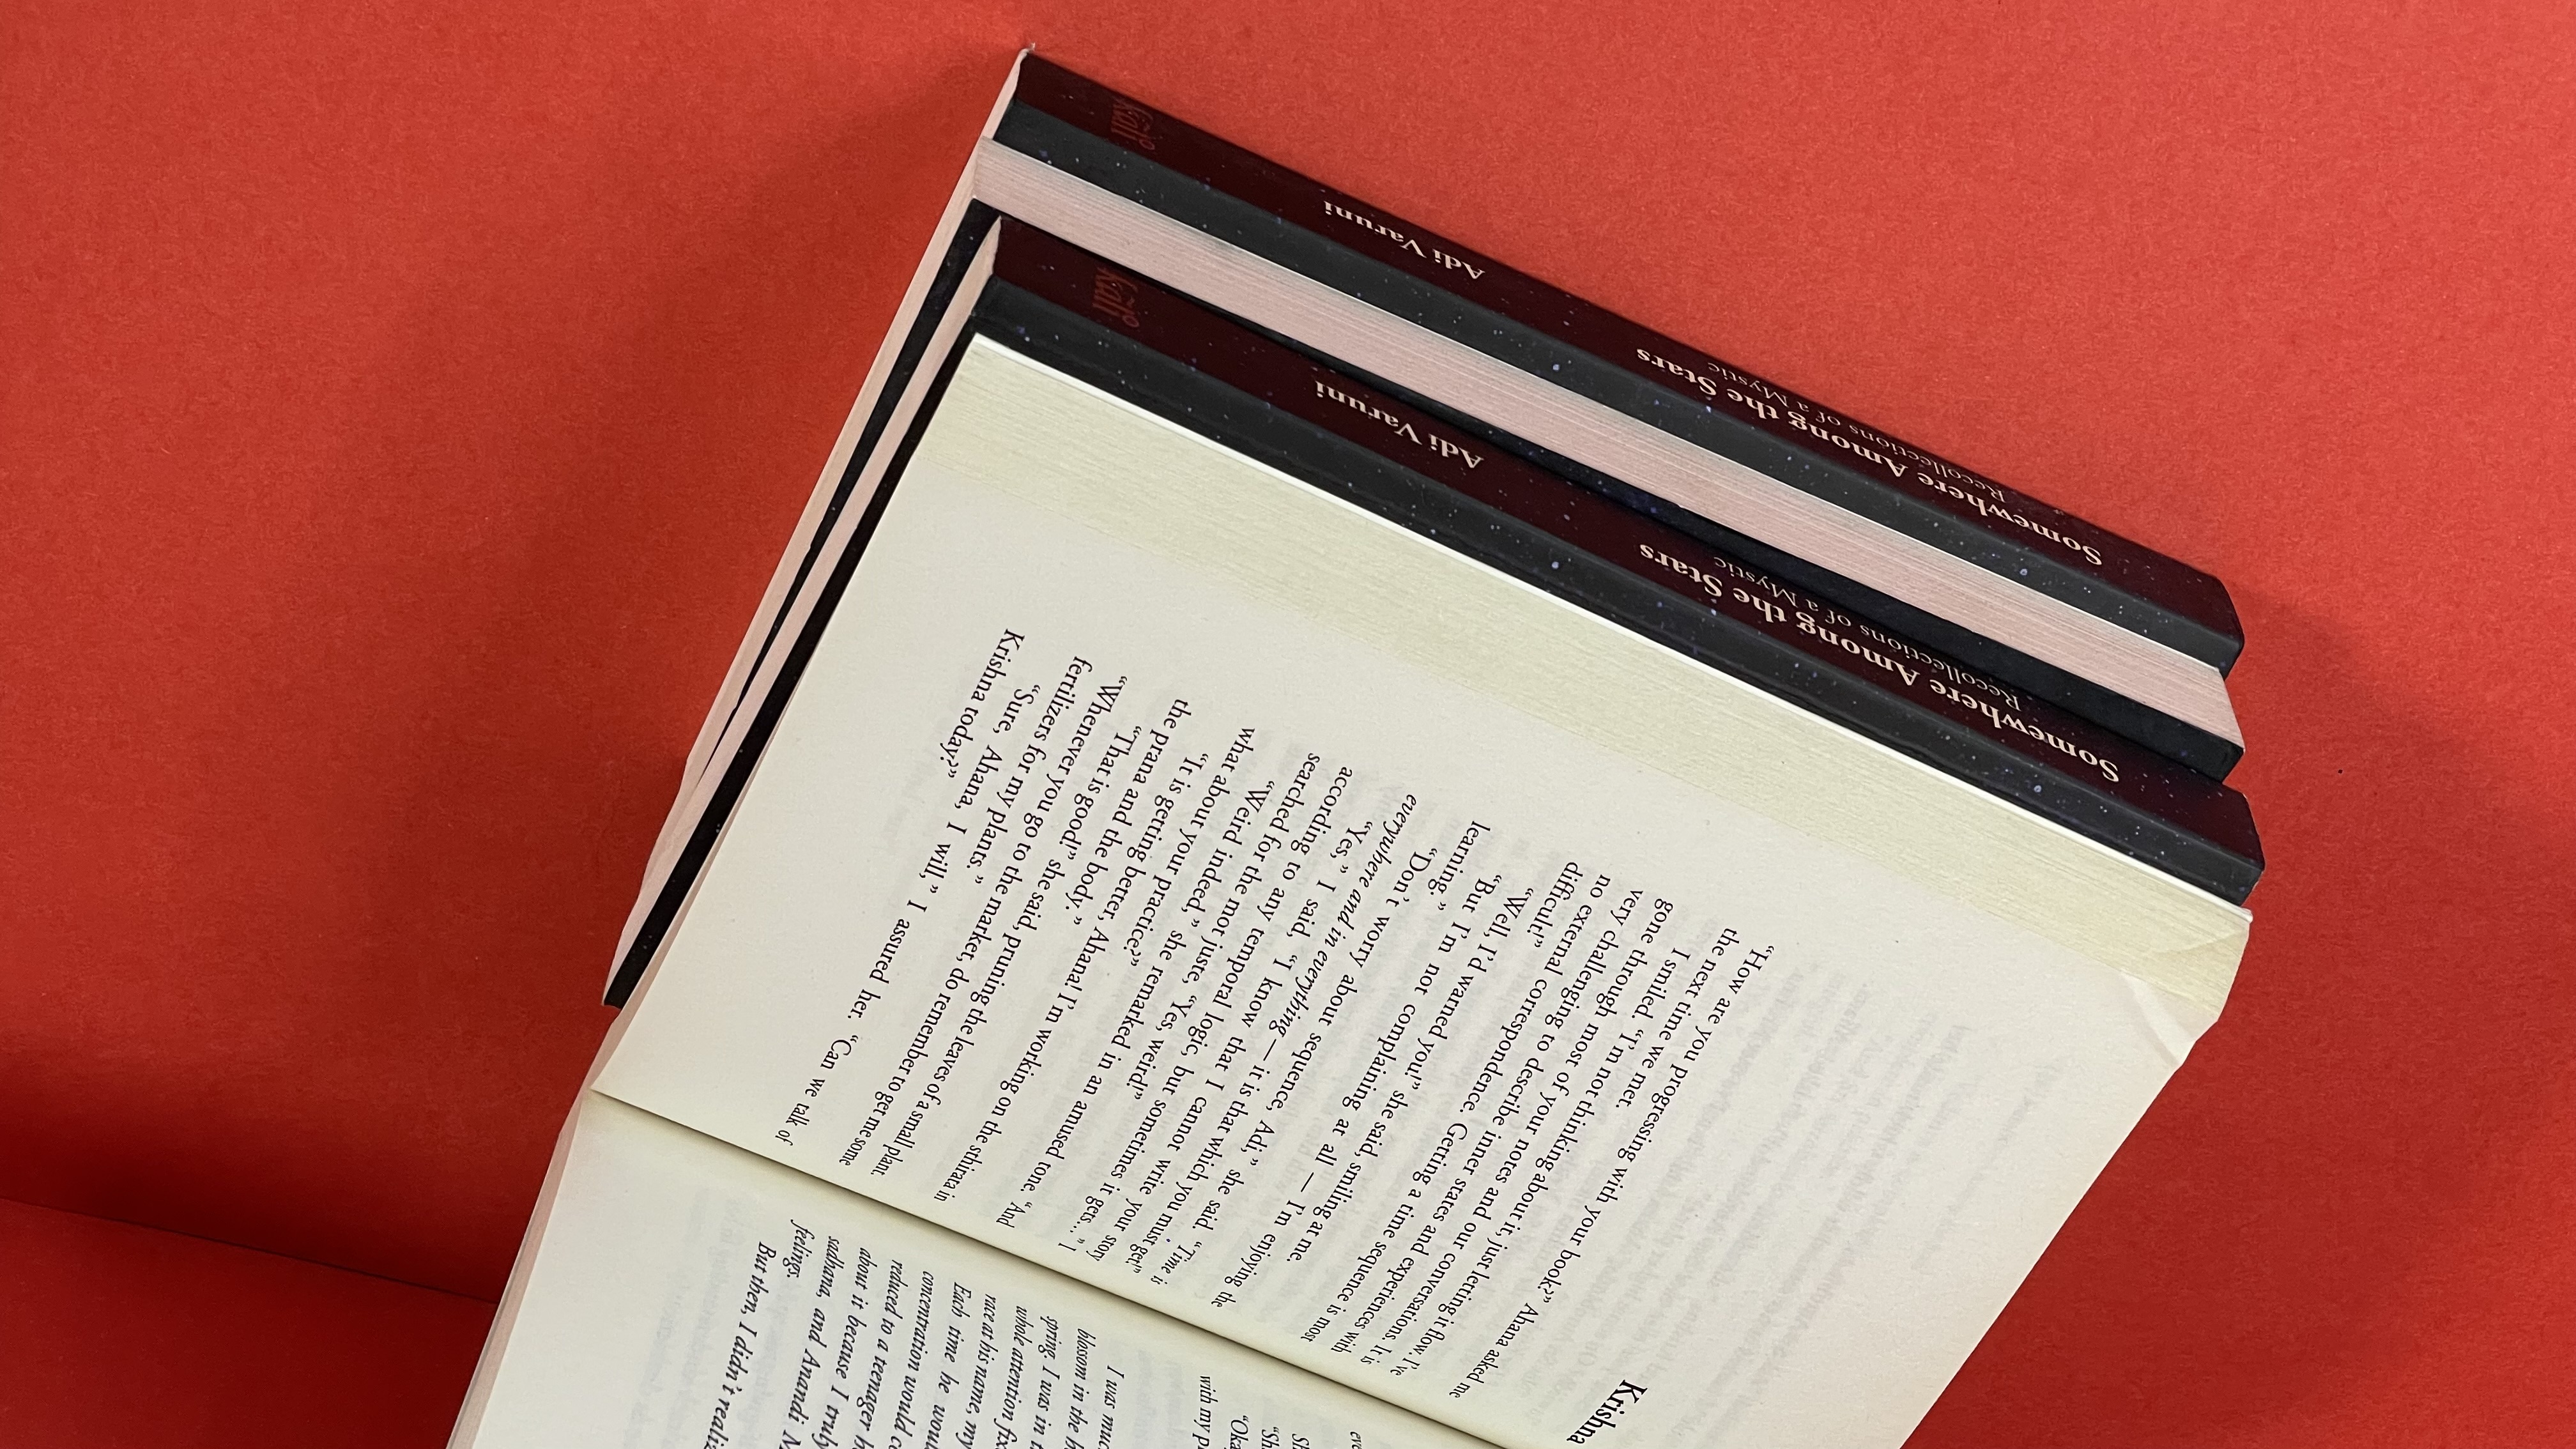 Kali
Adi Varuni
Somewhere Among the Stars
Recollections of a Mystic
Kali
Adi Varuni
Somewhere Among the Stars
Recollections of a Mystic
Krishna
“How are you progressing with your book?” Ahana asked me
the next time we met.
I smiled. “I’m not thinking about it, just letting it flow. I’ve
gone through most of your notes and our conversations. It is
very challenging to describe inner states and experiences with
no external correspondence. Getting a time sequence is most
difficult!”
“Well, I’d warned you!” she said, smiling at me.
“But I’m not complaining at all — I’m enjoying the
learning.”
“Don’t worry about sequence, Adi,” she said. “Time is
everywhere and in everything — it is that which you must get!”
“Yes,” I said, “I know that I cannot write your story
according to any temporal logic, but sometimes it gets…” I
searched for the mot juste, “Yes, weird!”
“Weird indeed,” she remarked in an amused tone. “And
what about your practice?”
“It is getting better, Ahana! I’m working on the sthirata in
the prana and the body.”
“That is good!” she said, pruning the leaves of a small plant.
“Whenever you go to the market, do remember to get me some
fertilizers for my plants.”
“Sure, Ahana, I will,” I assured her. “Can we talk of
Krishna today?”
with my p
“Oka
I was muc
blossom in the h
spring. I was in t
whole attention fix
race at his name, my
Each time he wou
concentration would c
reduced to a teenager h
about it because I truly
sadhana, and Anandi M
feelings.
But then, I didn’t realiz